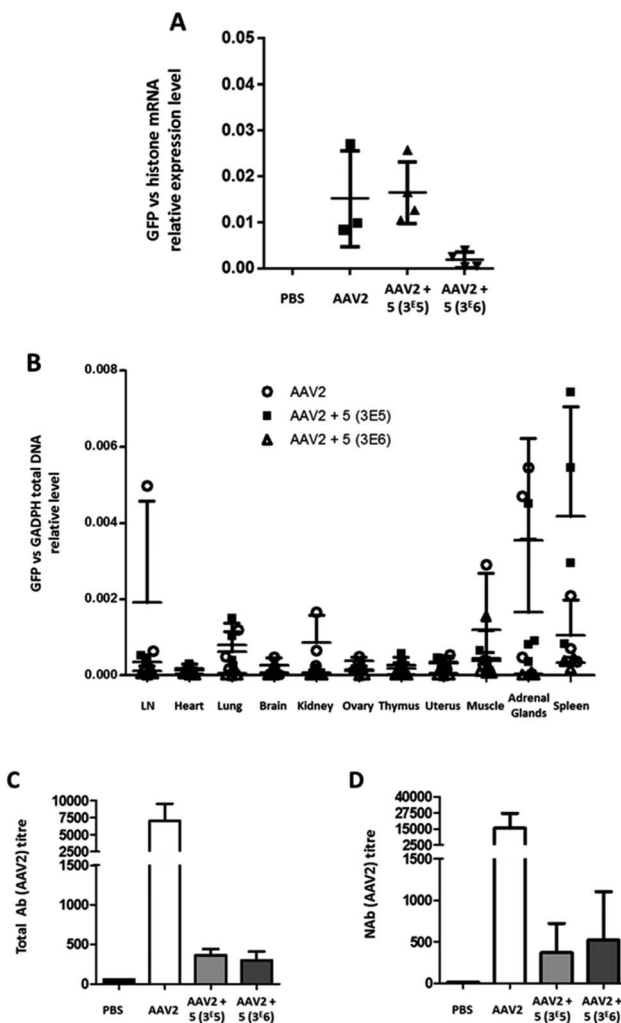 A
GFP vs histone mRNA
relative expression level
0.05
0.04
0.03
0.02
0.01
0.00
PBS
AAV2
AAV2 +
5 (3ᴱ5)
AAV2 +
5 (3ᴱ6)
B
GFP vs GADPH total DNA
relative level
0.008
0.006
0.004
0.002
0.000
AAV2
AAV2 + 5 (3E5)
AAV2 + 5 (3E6)
LN
Heart
Lung
Brain
Kidney
Ovary
Thymus
Uterus
Muscle
Adrenal
Glands
Spleen
C
Total Ab (AAV2) titre
10000
7500
5000
2500
1500
1000
500
0
PBS
AAV2
AAV2 +
5 (3ᴱ5)
AAV2 +
5 (3ᴱ6)
D
NAb (AAV2) titre
40000
27500
15000
2500
1500
1000
500
0
PBS
AAV2
AAV2 +
5 (3ᴱ5)
AAV2 +
5 (3ᴱ6)